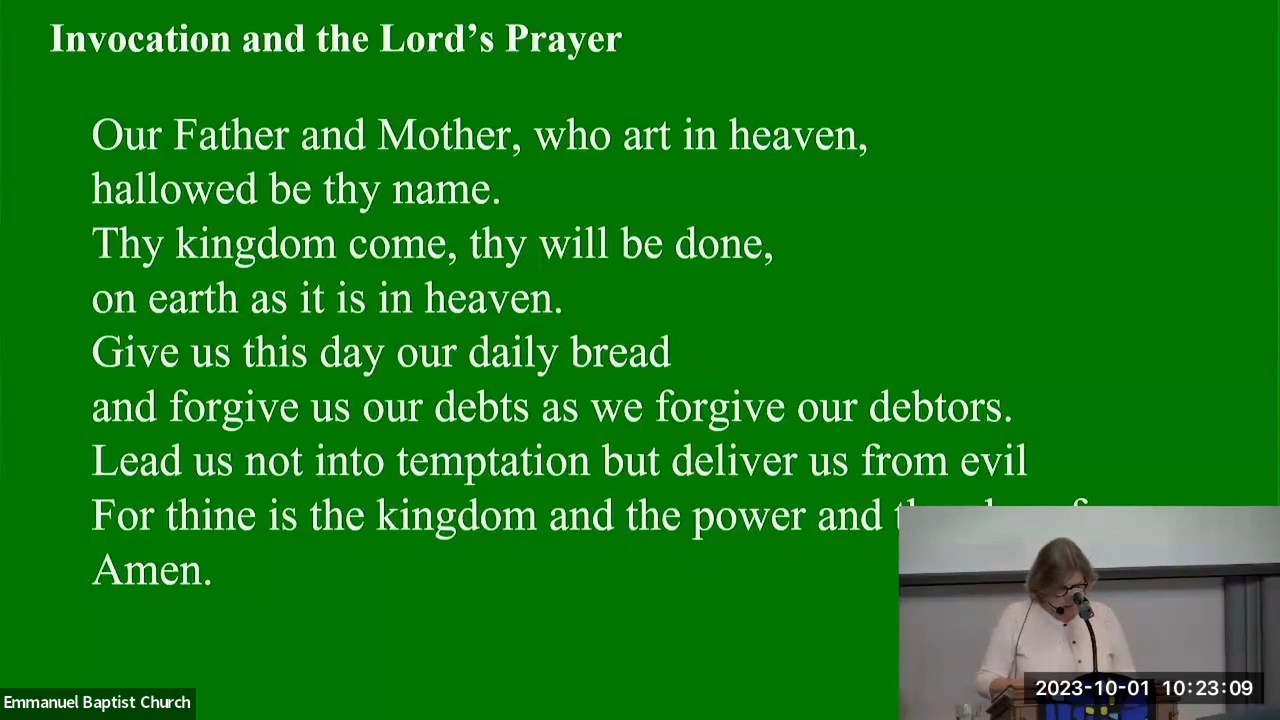 Invocation and the Lord’s Prayer
Our Father and Mother, who art in heaven,
hallowed be thy name.
Thy kingdom come, thy will be done,
on earth as it is in heaven.
Give us this day our daily bread
and forgive us our debts as we forgive our debtors.
Lead us not into temptation but deliver us from evil
For thine is the kingdom and the power and
Amen.
Emmanuel Baptist Church
2023-10-01 10:23:09